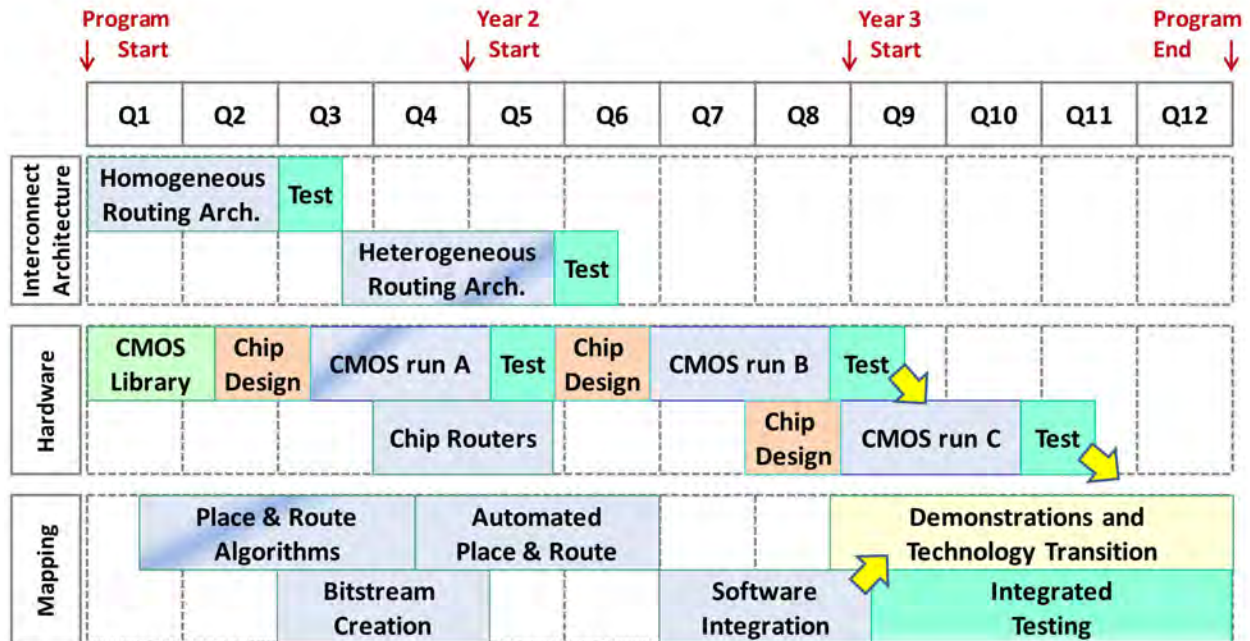 Program
Start
Year 2
Start
Year 3
Start
Program
End
Q1 Q2 Q3 Q4 Q5 Q6 Q7 Q8 Q9 Q10 Q11 Q12
Interconnect
Architecture
Homogeneous
Routing Arch.
Test
Heterogeneous
Routing Arch.
Test
Hardware
CMOS
Library
Chip
Design
CMOS run A
Test
Chip
Design
CMOS run B
Test
Chip Routers
Chip
Design
CMOS run C
Test
Mapping
Place & Route
Algorithms
Automated
Place & Route
Demonstrations and
Technology Transition
Bitstream
Creation
Software
Integration
Integrated
Testing